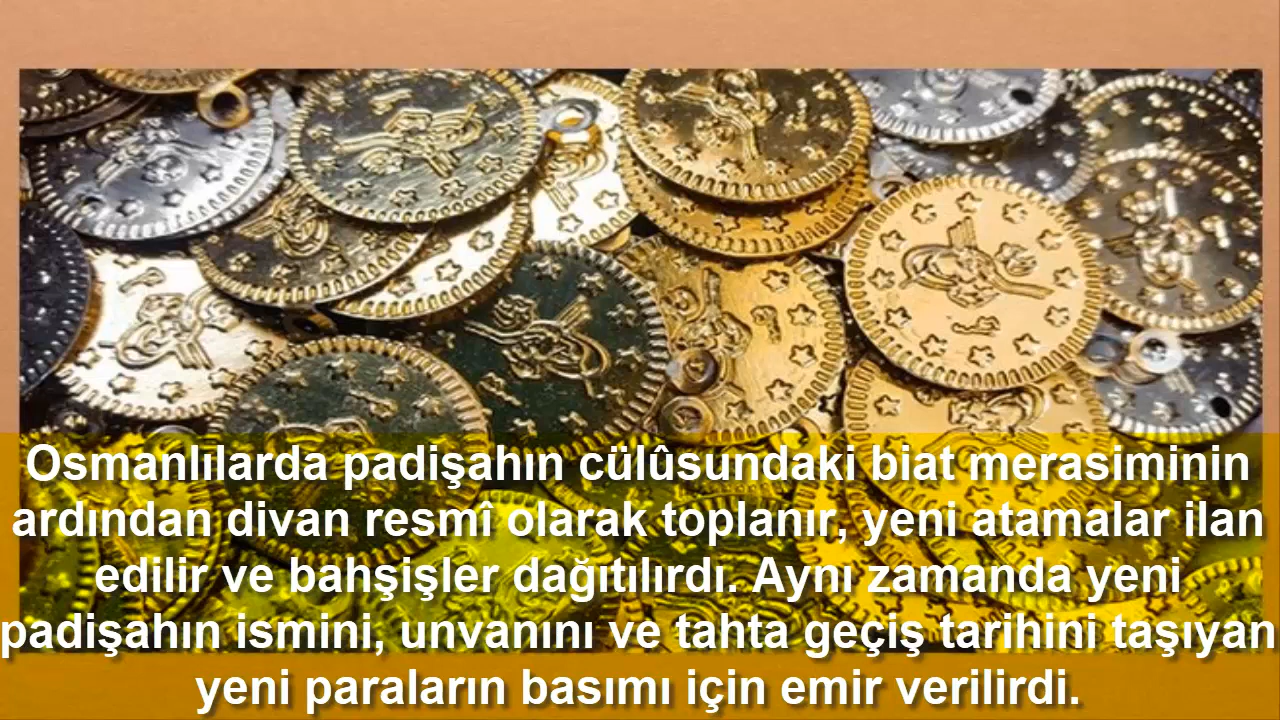 Osmanlılarda padişahın cülûsundaki biat merasiminin
ardından divan resmî olarak toplanır, yeni atamalar ilan
edilir ve bahşişler dağıtılırdı. Aynı zamanda yeni
padişahın ismini, unvanını ve tahta geçiş tarihini taşıyan
yeni paraların basımı için emir verilirdi.